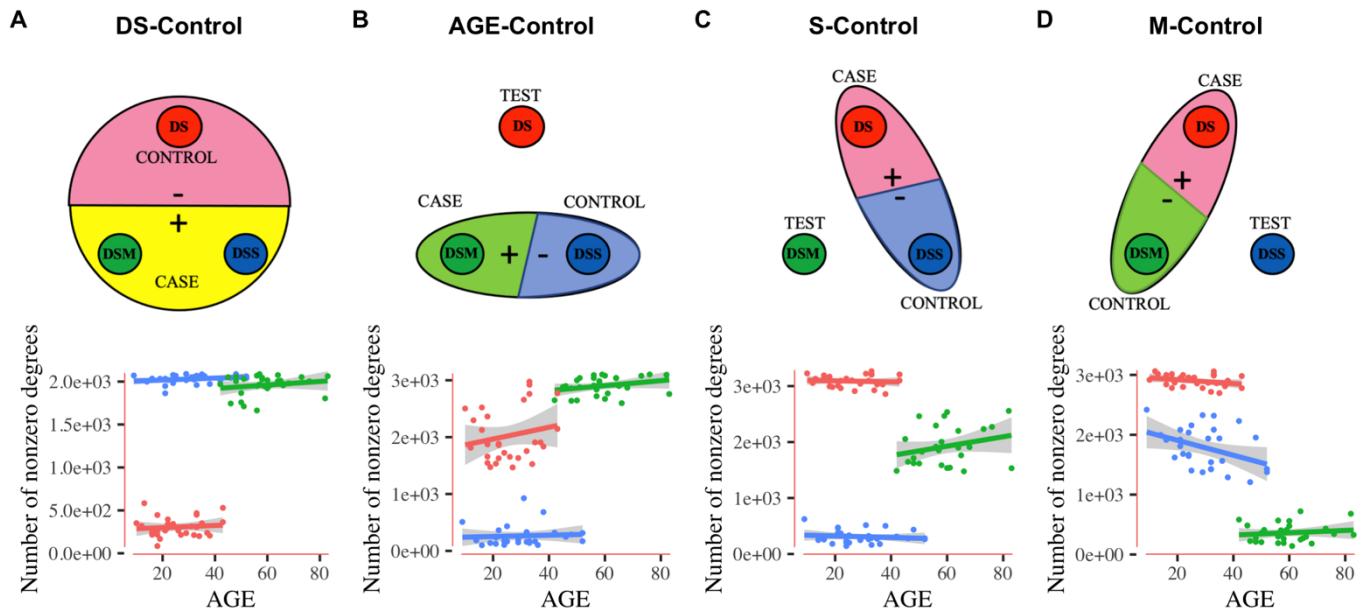 A
DS-Control
B
AGE-Control
C
S-Control
D
M-Control
DS
CONTROL
-
+
DSM
DSS
CASE
TEST
DS
CASE
CONTROL
DSM
+
-
DSS
CASE
DS
+
-
TEST
DSM
DSS
CONTROL
CASE
DS
+
-
TEST
DSM
DSS
CONTROL
Number of nonzero degrees
2.0e+03
1.5e+03
1.0e+03
5.0e+02
0.0e+00
20 40 60 80
AGE
Number of nonzero degrees
3e+03
2e+03
1e+03
0e+00
20 40 60 80
AGE
Number of nonzero degrees
3e+03
2e+03
1e+03
0e+00
20 40 60 80
AGE
Number of nonzero degrees
3e+03
2e+03
1e+03
0e+00
20 40 60 80
AGE